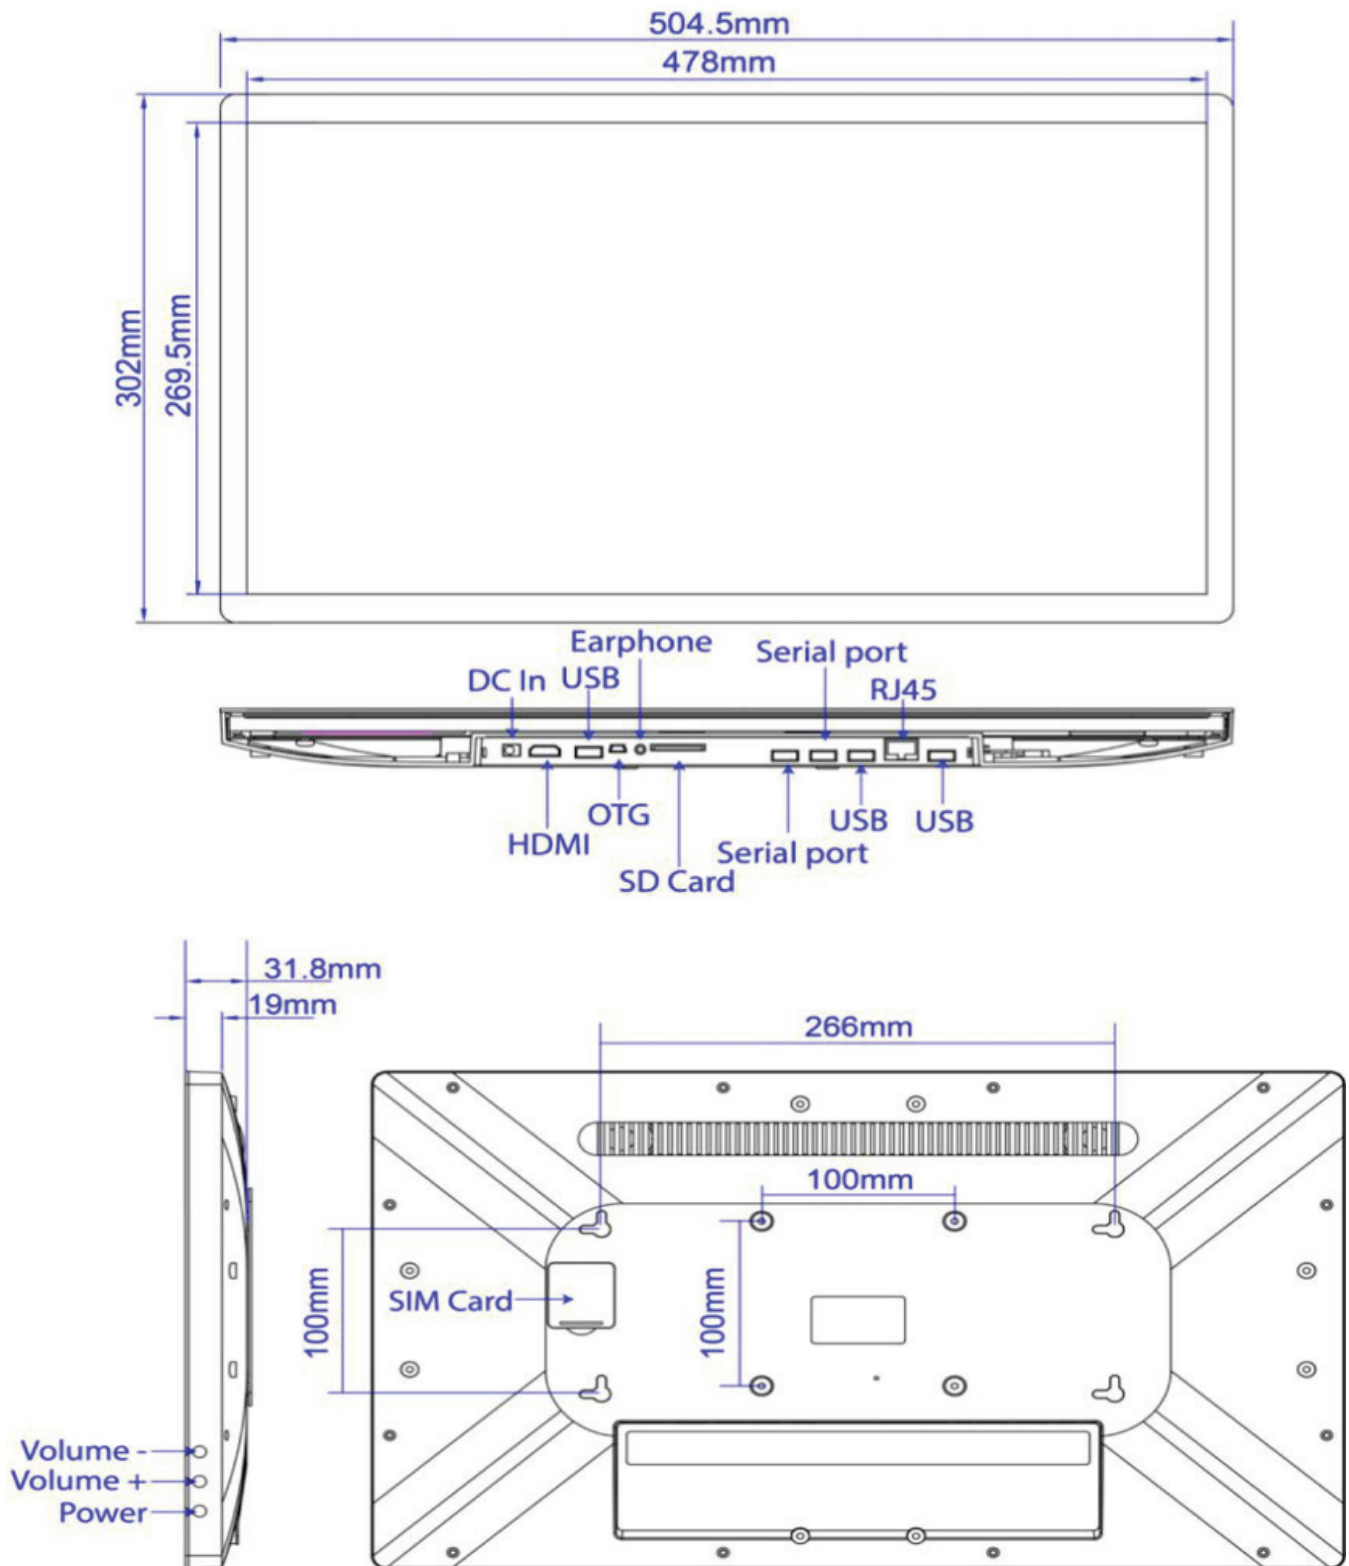 504.5mm
478mm
302mm
269.5mm
Earphone
Serial port
DC In
USB
RJ45
OTG
USB
USB
HDMI
Serial port
SD Card
31.8mm
19mm
266mm
100mm
SIM Card
100mm
100mm
Volume -
Volume +
Power